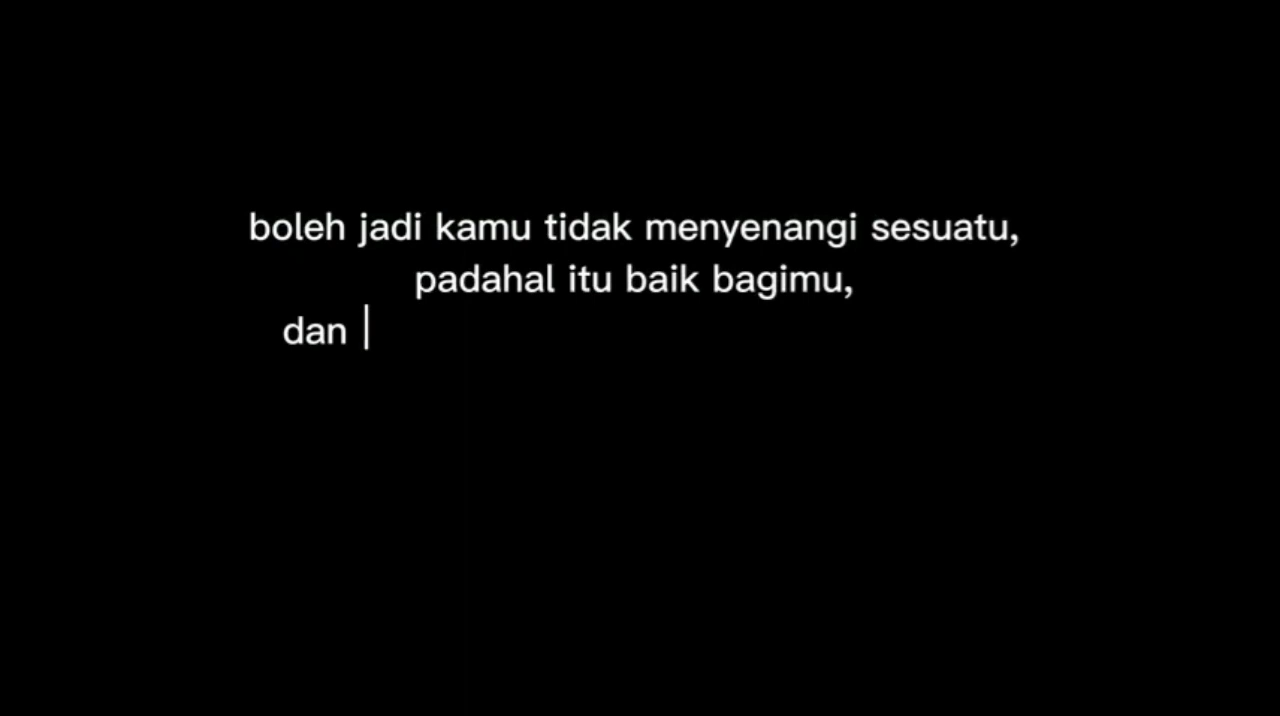 boleh jadi kamu tidak menyenangi sesuatu,
padahal itu baik bagimu,
dan